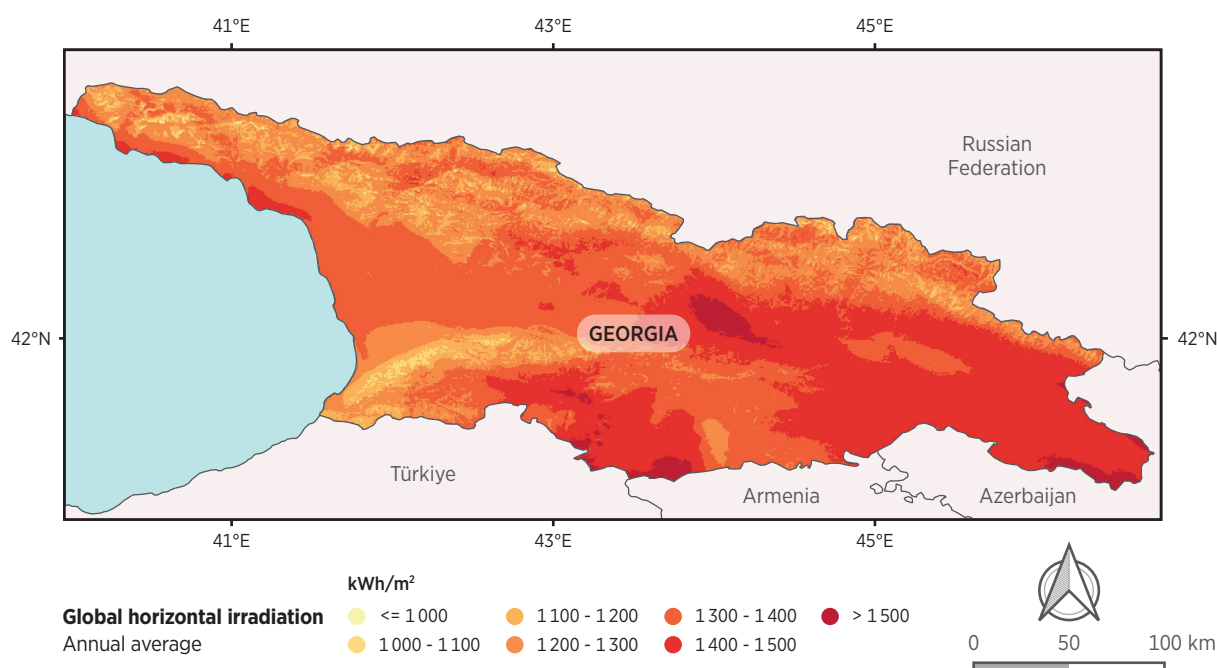 41°E 43°E 45°E
Russian
Federation
42°N GEORGIA 42°N
Türkiye Armenia Azerbaijan
41°E 43°E 45°E
kWh/m²
Global horizontal irradiation <= 1 000 1 100 - 1 200 1 300 - 1 400 > 1 500
Annual average 1 000 - 1 100 1 200 - 1 300 1 400 - 1 500
0 50 100 km